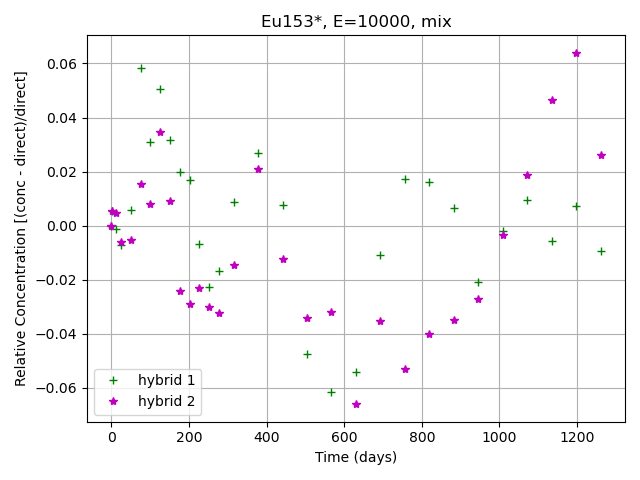 Eu153*, E=10000, mix
Relative Concentration [(conc - direct)/direct]
0.06
0.04
0.02
0.00
−0.02
−0.04
−0.06
hybrid 1
hybrid 2
0 200 400 600 800 1000 1200
Time (days)